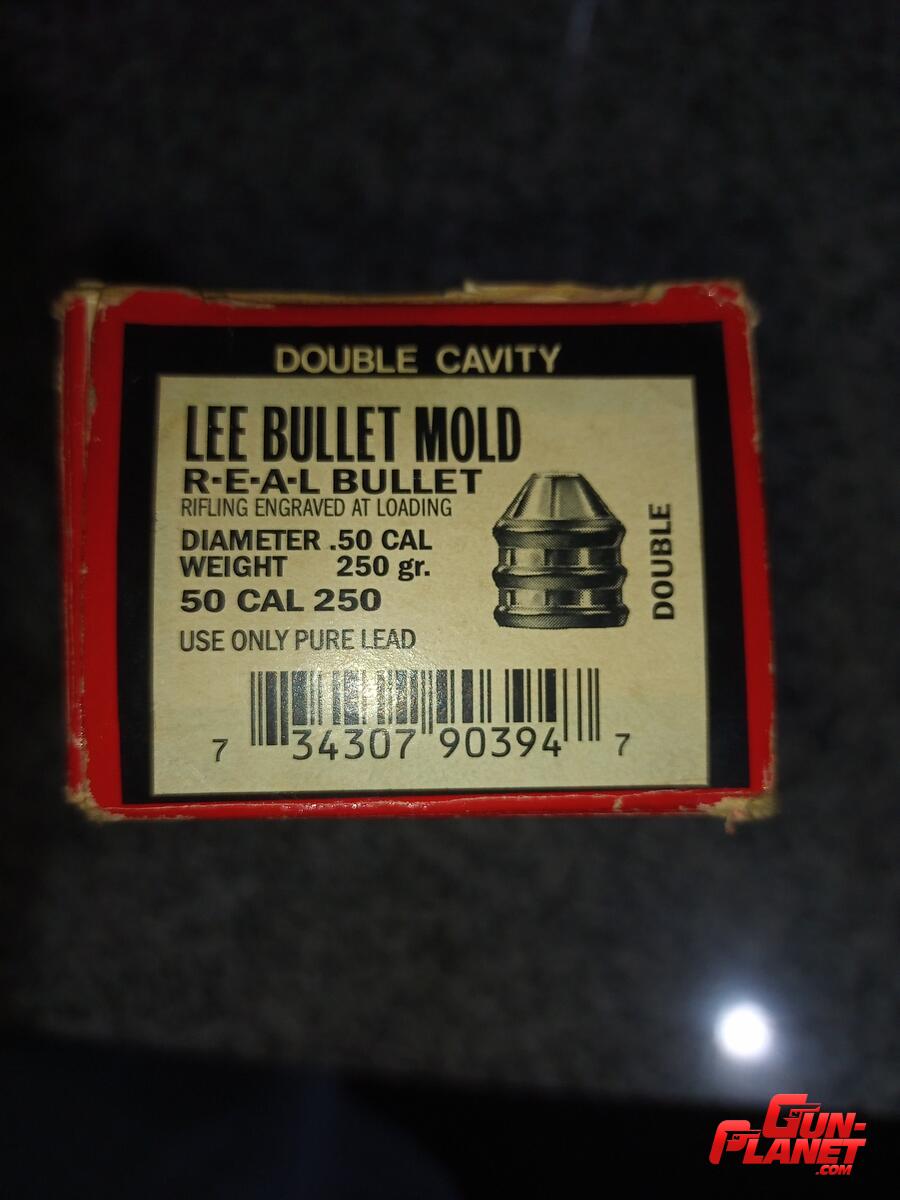 DOUBLE CAVITY
LEE BULLET MOLD
R-E-A-L BULLET
RIFLING ENGRAVED AT LOADING
DIAMETER .50 CAL
WEIGHT 250 gr.
50 CAL 250
USE ONLY PURE LEAD
DOUBLE
7 34307 90394 7
GUN-
PLANET
.COM